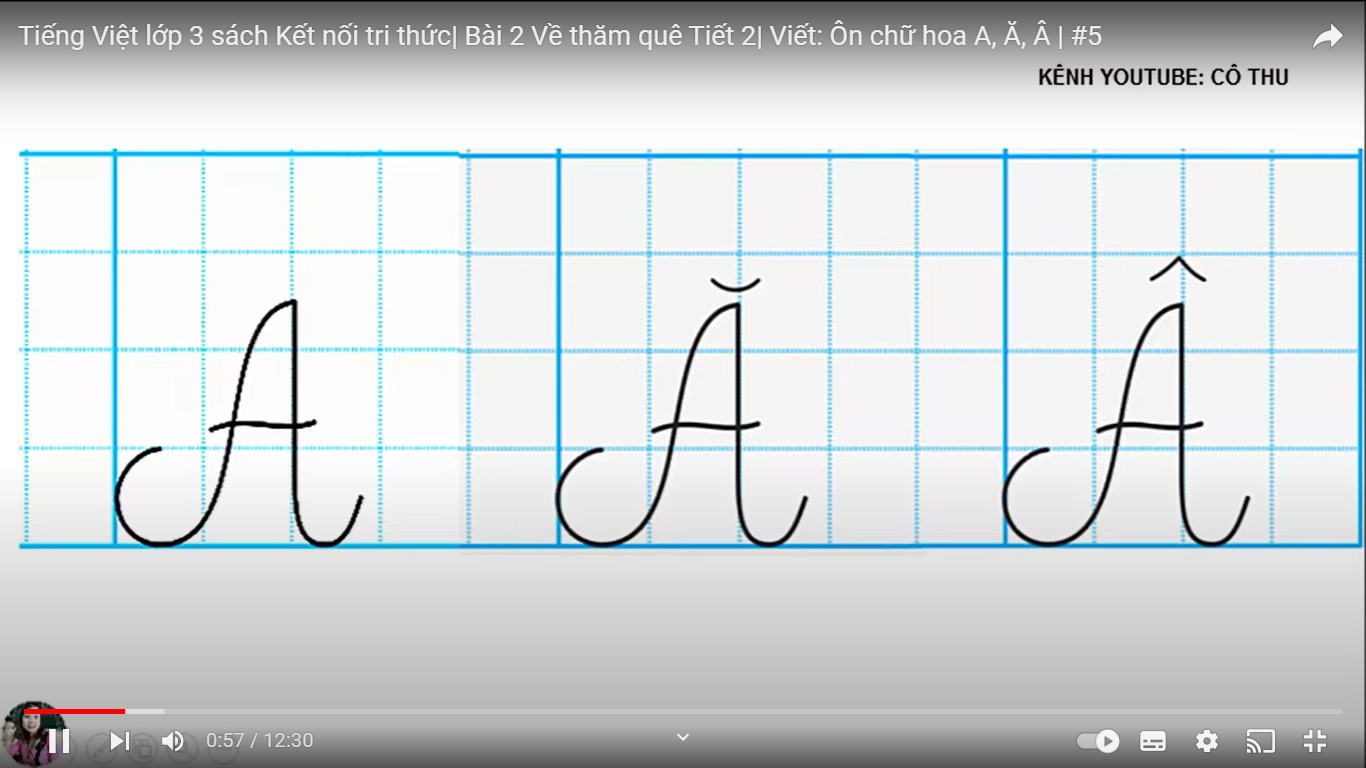 Tiếng Việt lớp 3 sách Kết nối tri thức| Bài 2 Về thăm quê Tiết 2| Viết: Ôn chữ hoa A, Ă, Â | #5
KÊNH YOUTUBE: CÔ THU
A Ă Â
0:57 / 12:30